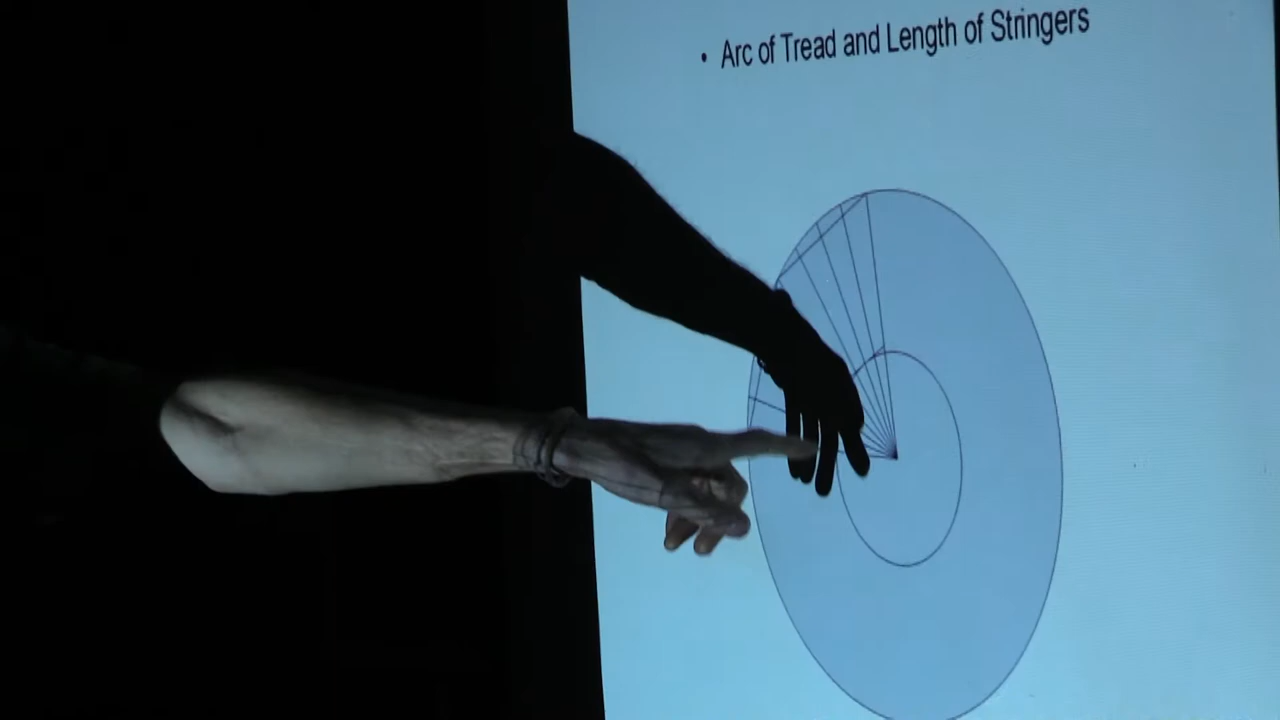 • Arc of Tread and Length of Stringers